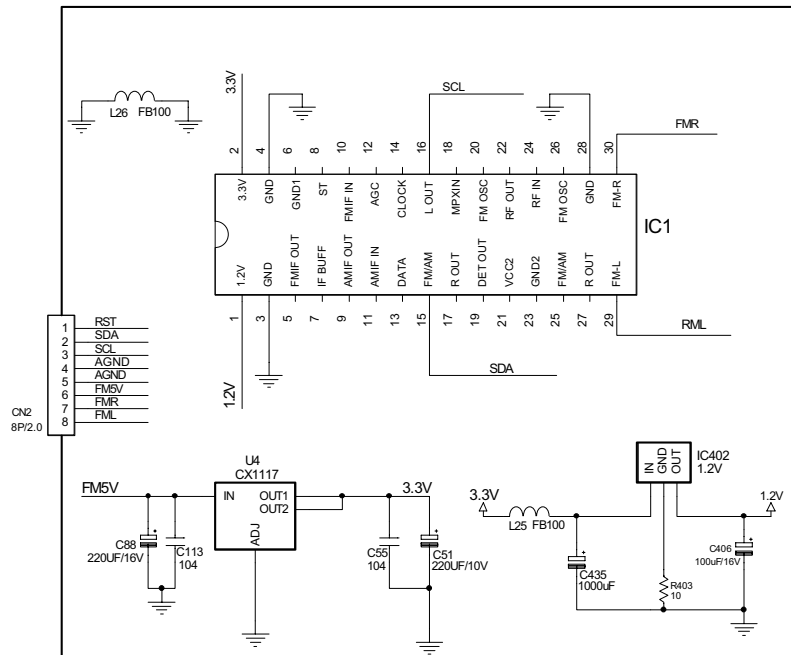 3.3V
SCL
L26 FB100
FMR
2 4 6 8 10 12 14 16 18 20 22 24 26 28 30
3.3V GND GND1 ST FMIF IN AGC CLOCK L OUT MPXIN FM OSC RF OUT RF IN FM OSC GND FM-R
IC1
1.2V GND FMIF OUT IF BUFF AMIF OUT AMIF IN DATA FM/AM R OUT DET OUT VCC2 GND2 FM/AM R OUT FM-L
1 3 5 7 9 11 13 15 17 19 21 23 25 27 29
RML
SDA
1.2V
1 RST
2 SDA
3 SCL
4 AGND
5 AGND
6 FM5V
7 FMR
8 FML
CN2
8P/2.0
U4
CX1117
FM5V
IN OUT1
OUT2
ADJ
3.3V
C88
220UF/16V
C113
104
C55
104
C51
220UF/10V
IC402
1.2V
IN GND OUT
3.3V
L25 FB100
1.2V
C435
1000uF
R403
10
C406
100uF/16V